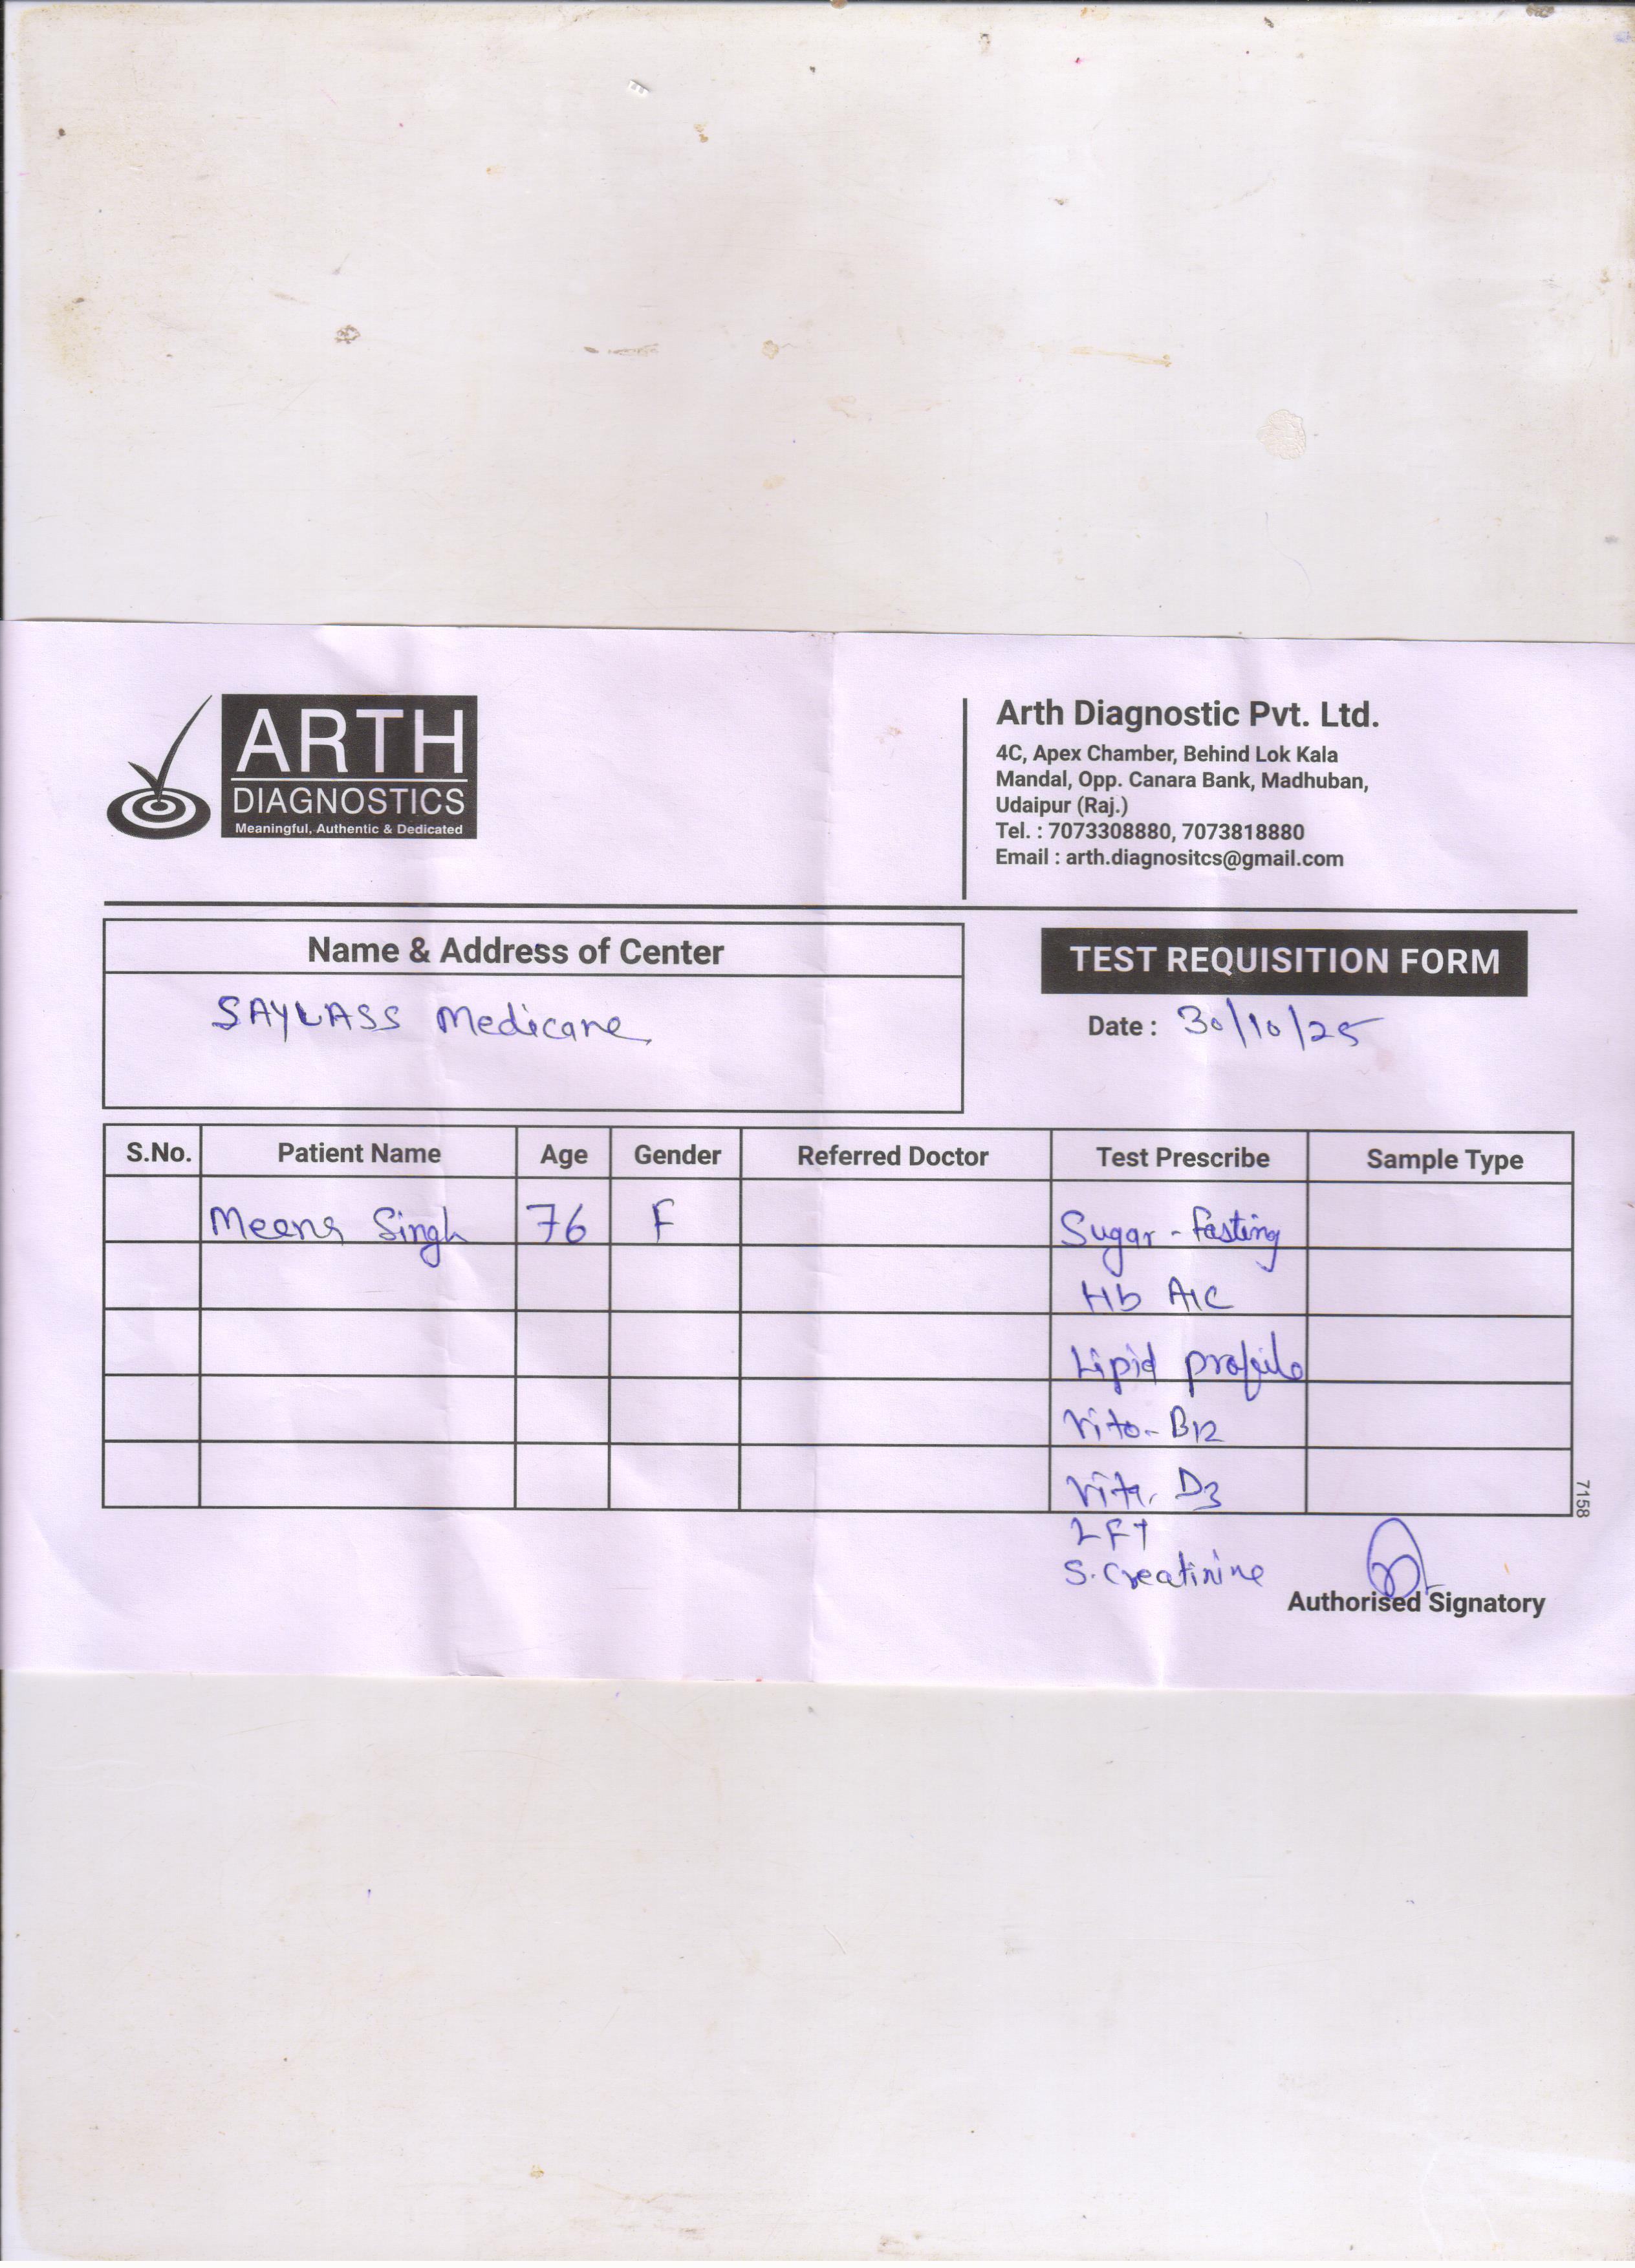 ARTH
DIAGNOSTICS
Meaningful, Authentic & Dedicated
Arth Diagnostic Pvt. Ltd.
4C, Apex Chamber, Behind Lok Kala
Mandal, Opp. Canara Bank, Madhuban,
Udaipur (Raj.)
Tel. : 7073308880, 7073818880
Email : arth.diagnositcs@gmail.com
Name & Address of Center
SAYLASS Medicare
TEST REQUISITION FORM
Date : 30/10/25
S.No. Patient Name Age Gender Referred Doctor Test Prescribe Sample Type
Meena Singh 76 F Sugar - Fasting
Hb A1C
Lipid profile
Vita- B12
Vita. D3
LFT
S. Creatinine
7158
Authorised Signatory